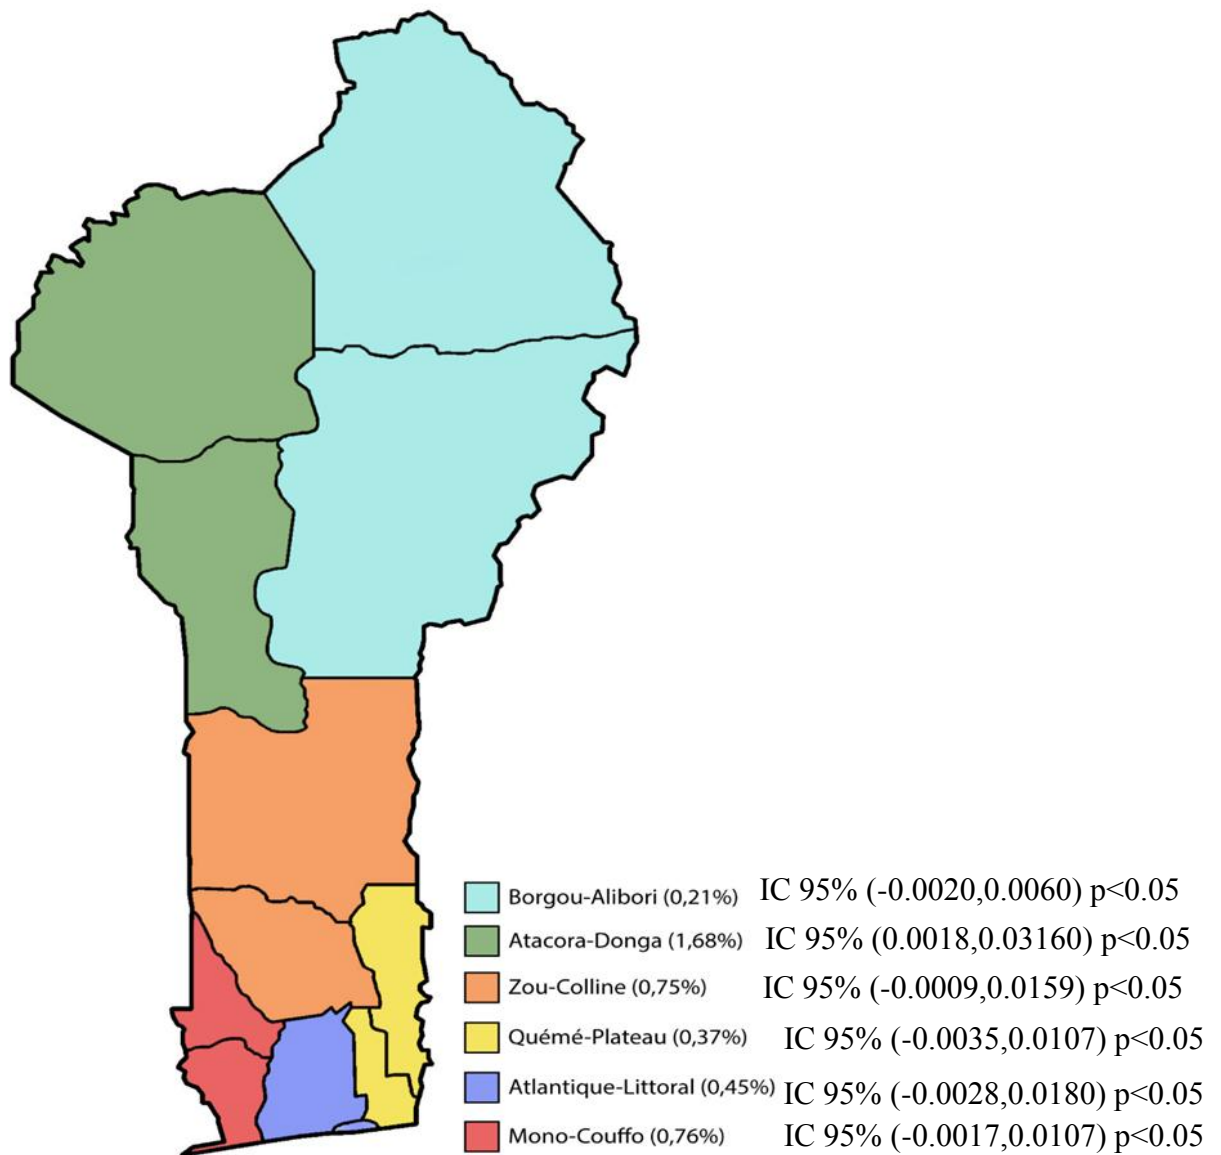 Borgou-Alibori (0,21%) IC 95% (-0.0020,0.0060) p<0.05
Atacora-Donga (1,68%) IC 95% (0.0018,0.03160) p<0.05
Zou-Colline (0,75%) IC 95% (-0.0009,0.0159) p<0.05
Quémé-Plateau (0,37%) IC 95% (-0.0035,0.0107) p<0.05
Atlantique-Littoral (0,45%) IC 95% (-0.0028,0.0180) p<0.05
Mono-Couffo (0,76%) IC 95% (-0.0017,0.0107) p<0.05